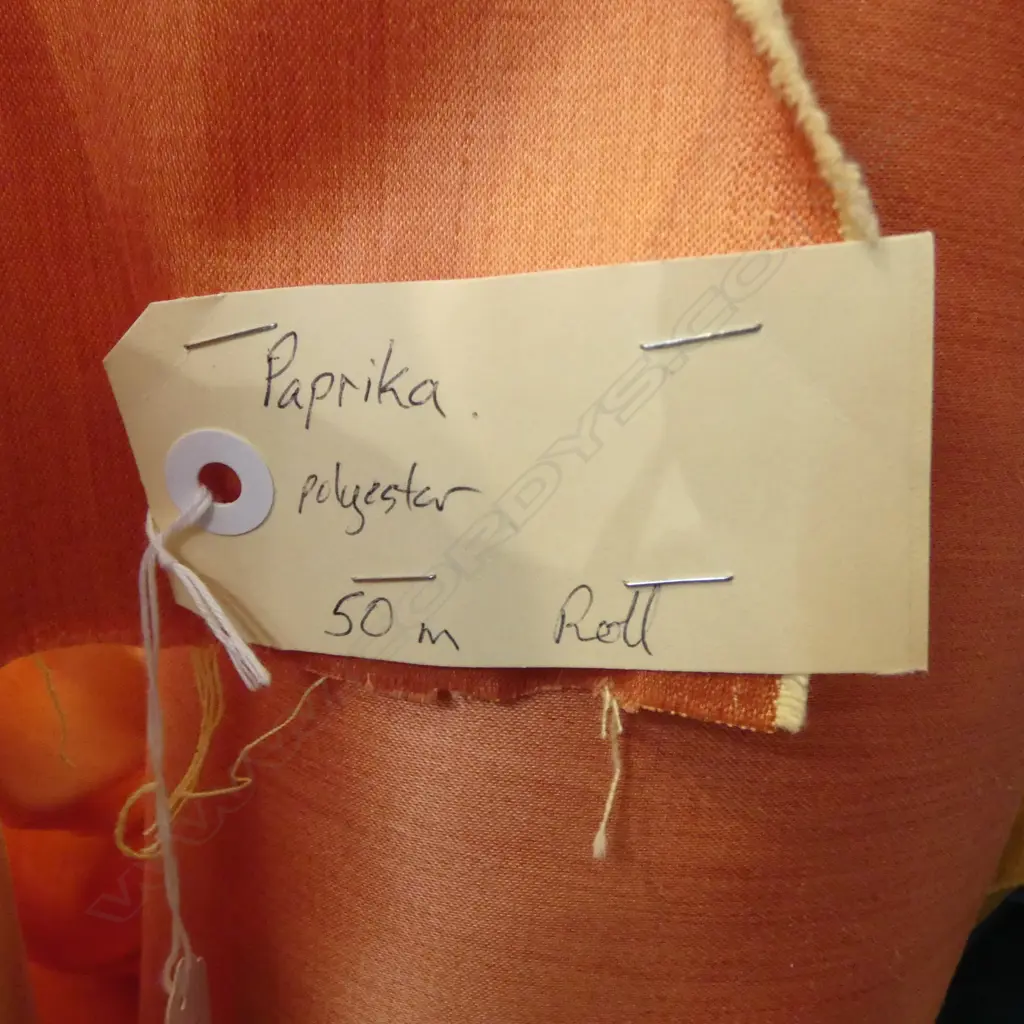 Paprika.
polyester
50 m Roll